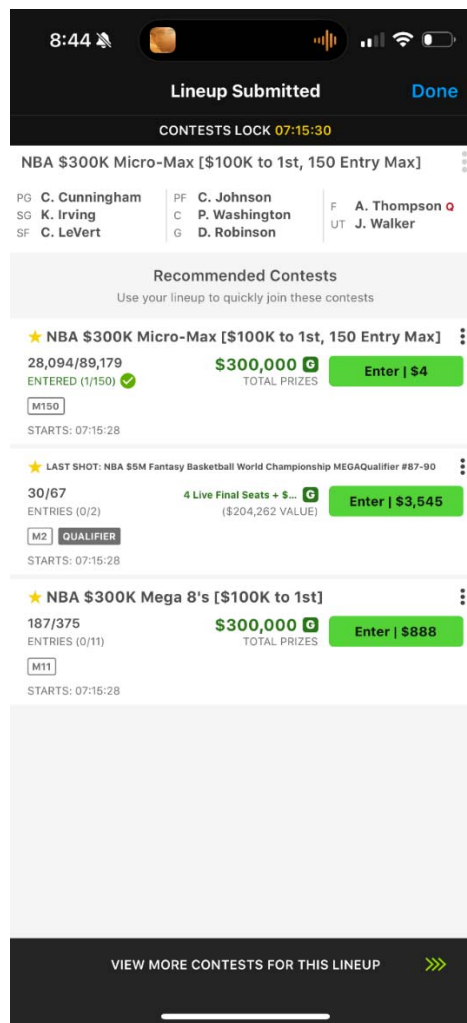 8:44
Lineup Submitted
Done
CONTESTS LOCK 07:15:30
NBA $300K Micro-Max [$100K to 1st, 150 Entry Max]
PG C. Cunningham
SG K. Irving
SF C. LeVert
PF C. Johnson
C P. Washington
G D. Robinson
F A. Thompson Q
UT J. Walker
Recommended Contests
Use your lineup to quickly join these contests
NBA $300K Micro-Max [$100K to 1st, 150 Entry Max]
28,094/89,179
ENTERED (1/150)
$300,000 G
TOTAL PRIZES
Enter | $4
M150
STARTS: 07:15:28
LAST SHOT: NBA $5M Fantasy Basketball World Championship MEGAQualifier #87-90
30/67
ENTRIES (0/2)
4 Live Final Seats + $... G
($204,262 VALUE)
Enter | $3,545
M2 QUALIFIER
STARTS: 07:15:28
NBA $300K Mega 8's [$100K to 1st]
187/375
ENTRIES (0/11)
$300,000 G
TOTAL PRIZES
Enter | $888
M11
STARTS: 07:15:28
VIEW MORE CONTESTS FOR THIS LINEUP